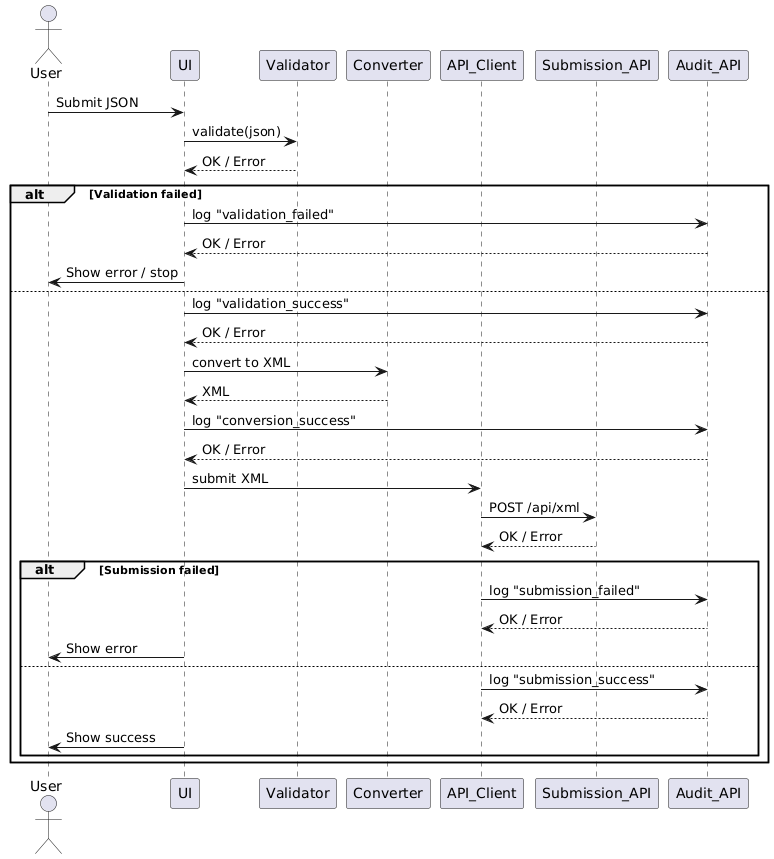 User
UI
Validator
Converter
API_Client
Submission_API
Audit_API
Submit JSON
validate(json)
OK / Error
alt [Validation failed]
log "validation_failed"
OK / Error
Show error / stop
log "validation_success"
OK / Error
convert to XML
XML
log "conversion_success"
OK / Error
submit XML
POST /api/xml
OK / Error
alt [Submission failed]
log "submission_failed"
OK / Error
Show error
log "submission_success"
OK / Error
Show success
User
UI
Validator
Converter
API_Client
Submission_API
Audit_API